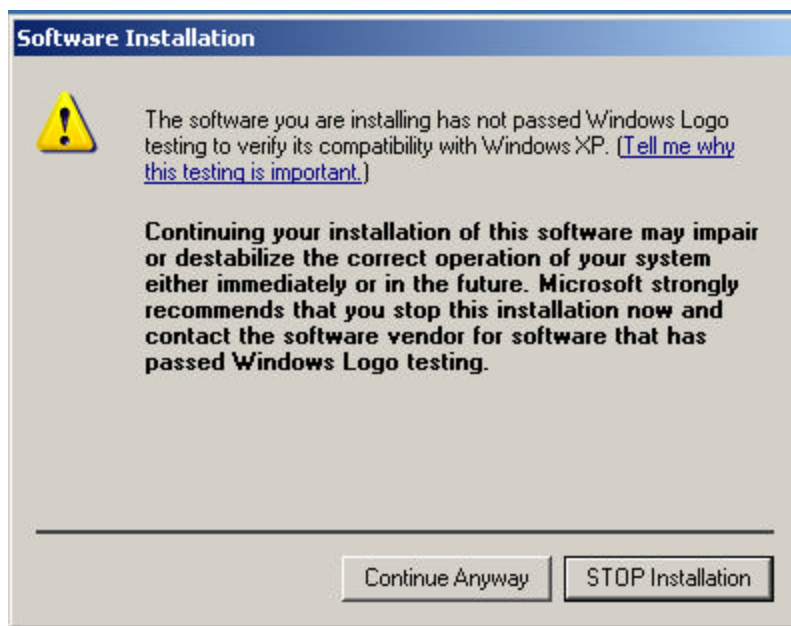 Software Installation
The software you are installing has not passed Windows Logo
testing to verify its compatibility with Windows XP. (Tell me why
this testing is important.)
Continuing your installation of this software may impair
or destabilize the correct operation of your system
either immediately or in the future. Microsoft strongly
recommends that you stop this installation now and
contact the software vendor for software that has
passed Windows Logo testing.
Continue Anyway
STOP Installation